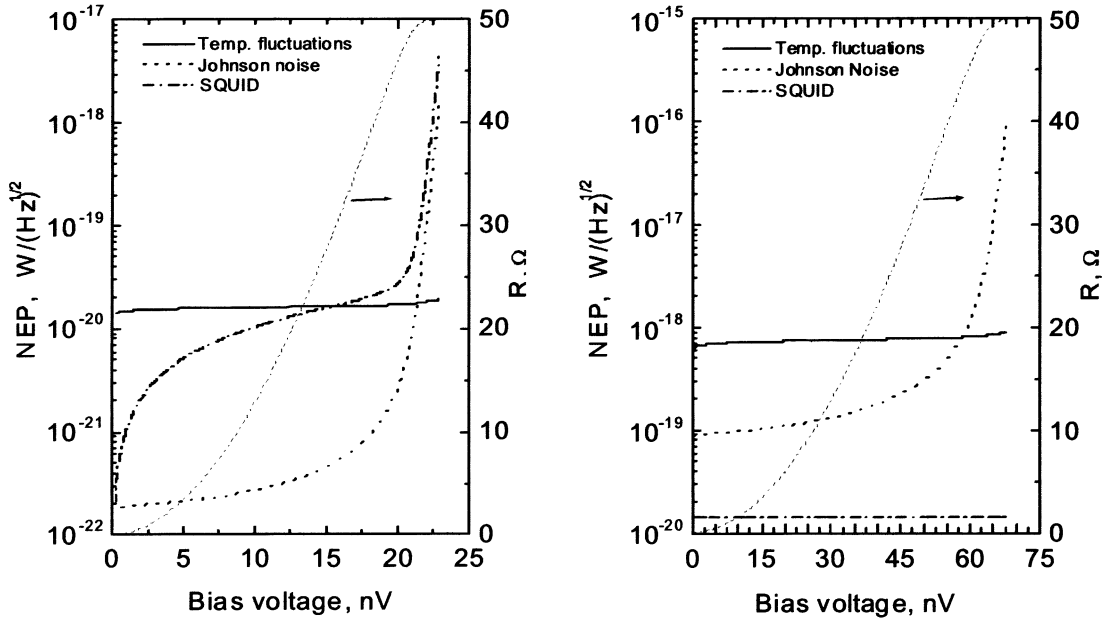 10^-17
10^-18
10^-19
10^-20
10^-21
10^-22
NEP, W/(Hz)^1/2
Temp. fluctuations
Johnson noise
SQUID
50
40
30
20
10
0
R, Ω
0 5 10 15 20 25
Bias voltage, nV
10^-15
10^-16
10^-17
10^-18
10^-19
10^-20
NEP, W/(Hz)^1/2
Temp. fluctuations
Johnson Noise
SQUID
50
40
30
20
10
0
R, Ω
0 15 30 45 60 75
Bias voltage, nV